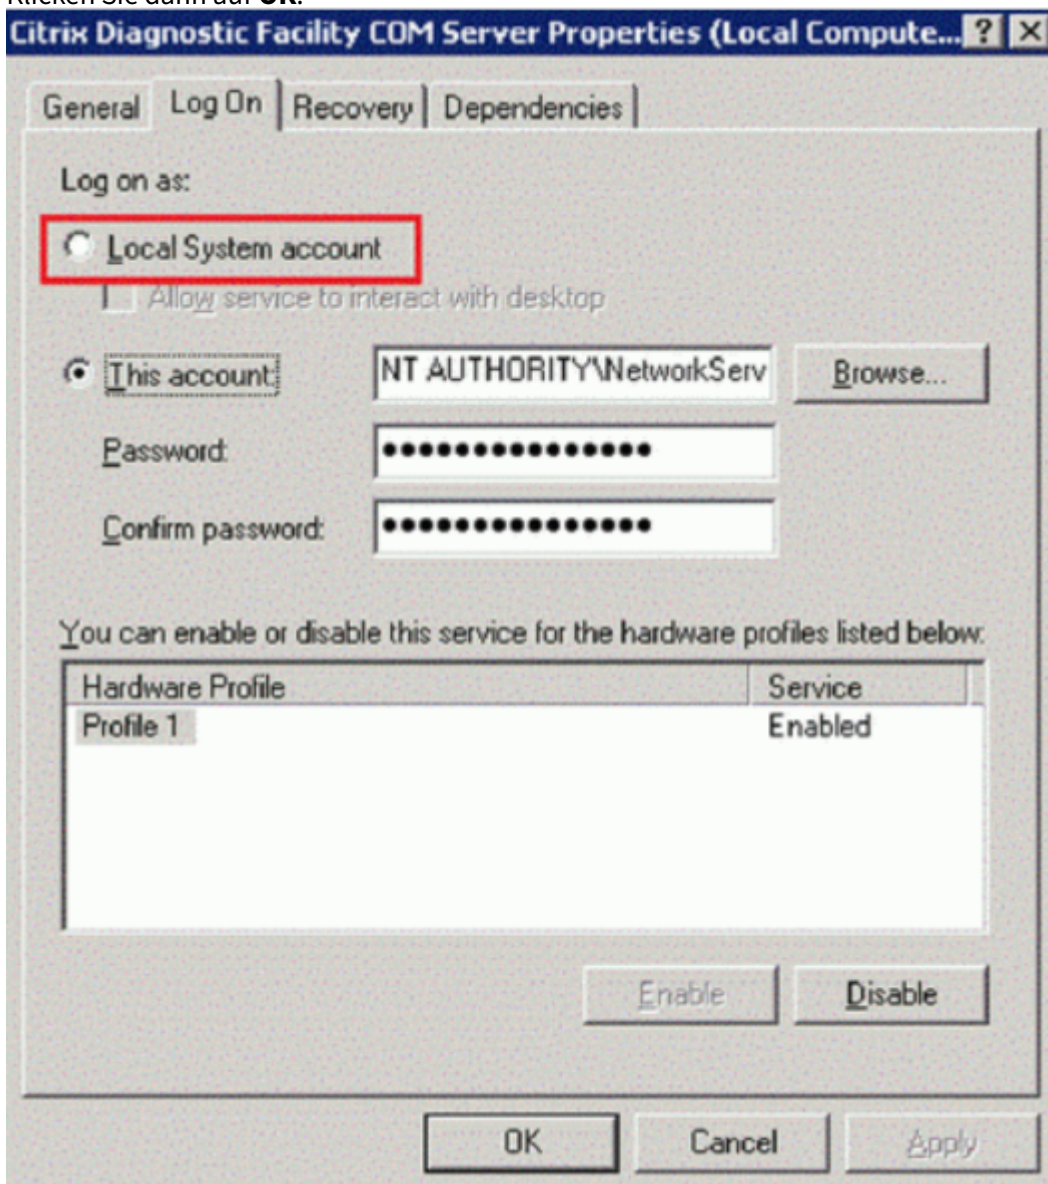 Klicken Sie dann auf OK.
Citrix Diagnostic Facility COM Server Properties (Local Compute...
General Log On Recovery Dependencies
Log on as:
Local System account
Allow service to interact with desktop
This account: NT AUTHORITY\NetworkServ Browse...
Password: •••••••••••••••
Confirm password: •••••••••••••••
You can enable or disable this service for the hardware profiles listed below:
Hardware Profile Service
Profile 1 Enabled
Enable Disable
OK Cancel Apply